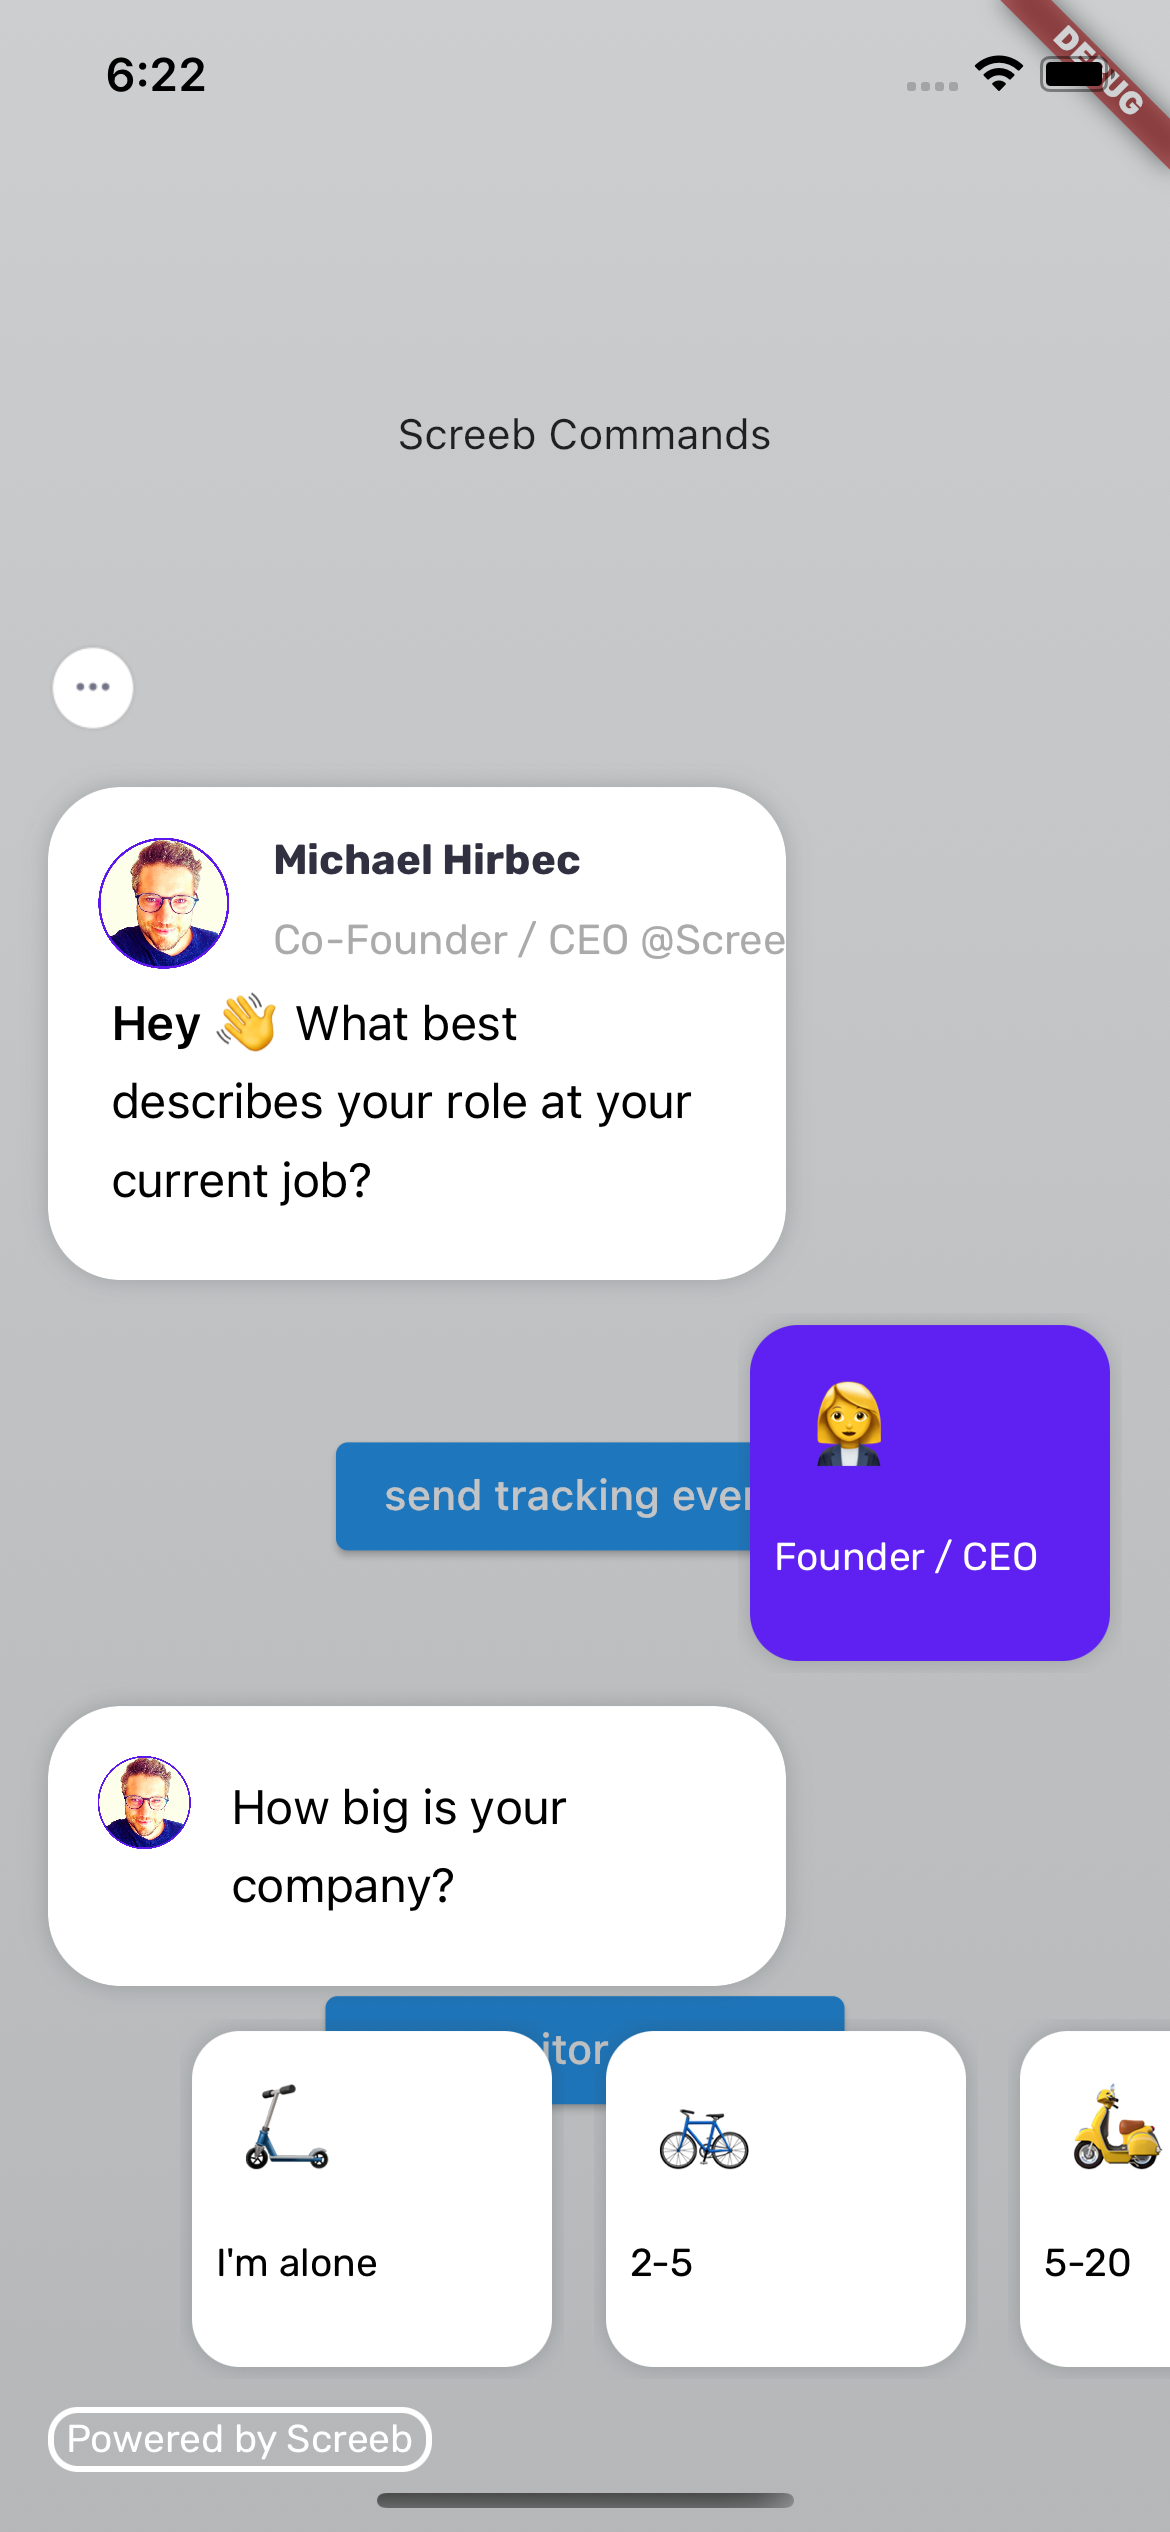 6:22
DEBUG
Screeb Commands
Michael Hirbec
Co-Founder / CEO @Scree
Hey 👋 What best
describes your role at your
current job?
send tracking
Founder / CEO
How big is your
company?
I'm alone
2-5
5-20
Powered by Screeb